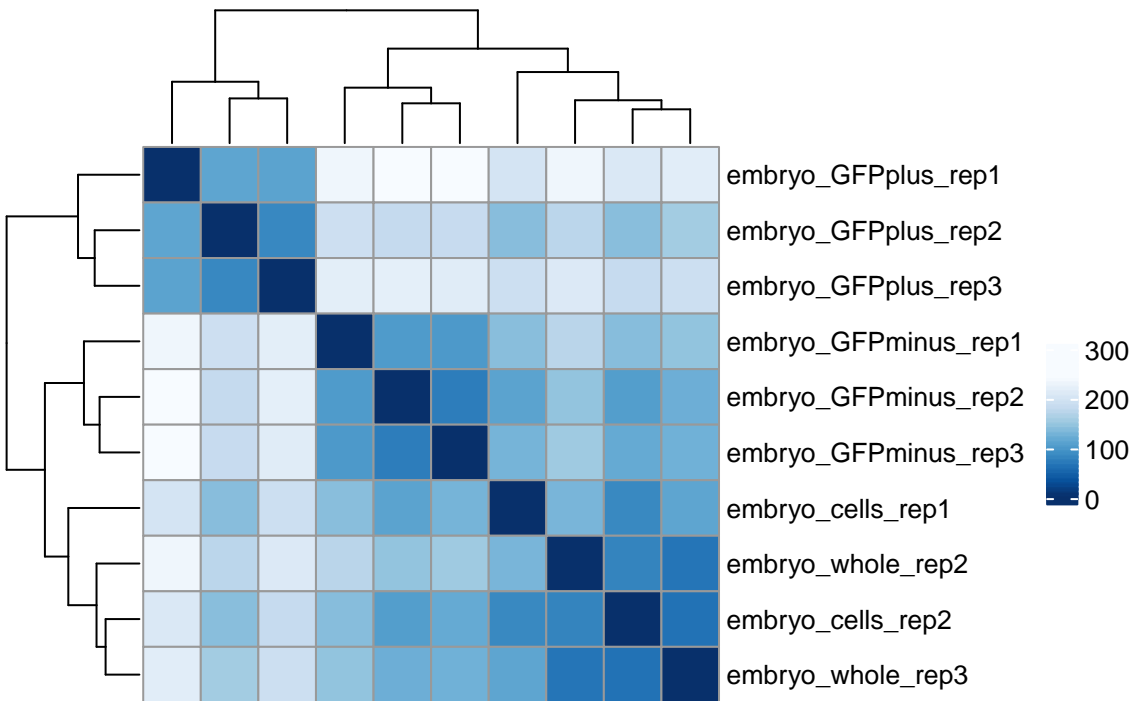 embryo_GFPplus_rep1
embryo_GFPplus_rep2
embryo_GFPplus_rep3
embryo_GFPminus_rep1
embryo_GFPminus_rep2
embryo_GFPminus_rep3
embryo_cells_rep1
embryo_whole_rep2
embryo_cells_rep2
embryo_whole_rep3
300
200
100
0